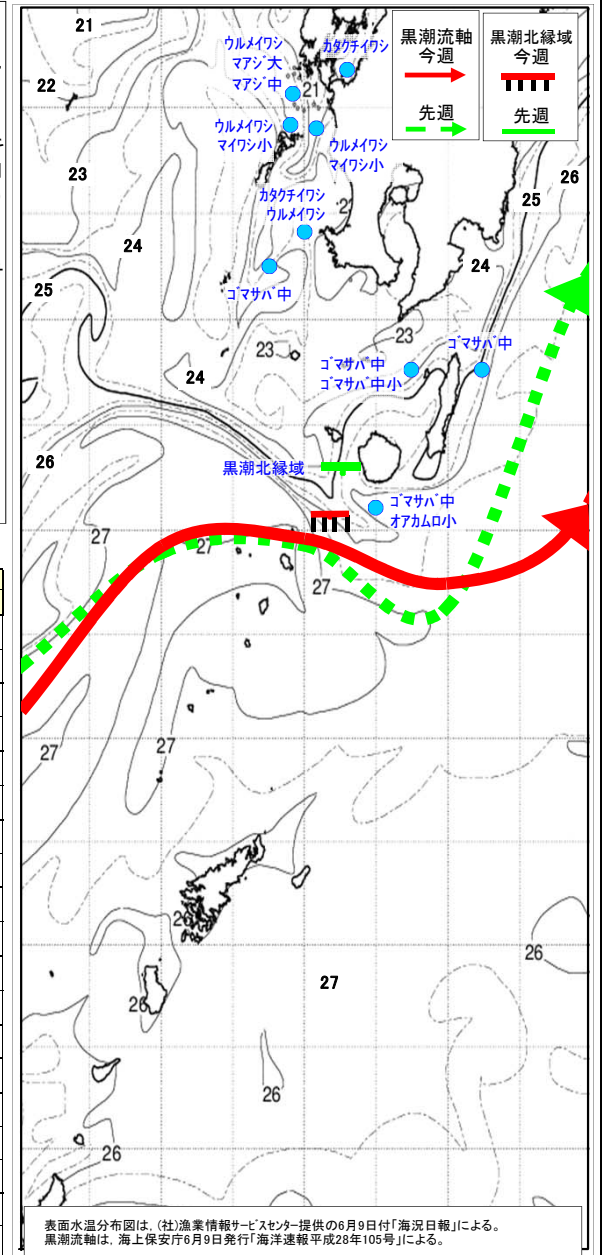 21
22
23
24
25
26
ウルメイワシ
マアジ大
マアジ中
カタクチイワシ
21
ウルメイワシ
マイワシ小
ウルメイワシ
マイワシ小
カタクチイワシ
ウルメイワシ
ゴマサバ中
黒潮流軸
今週
先週
黒潮北縁域
今週
先週
26
25
24
23
23
24
ゴマサバ中
ゴマサバ中小
ゴマサバ中
黒潮北縁域
ゴマサバ中
オアカムロ小
27
27
27
27
27
26
26
26
27
26
26
表面水温分布図は、(社)漁業情報サービスセンター提供の6月9日付「海況日報」による。
黒潮流軸は、海上保安庁6月9日発行「海洋速報平成28年105号」による。